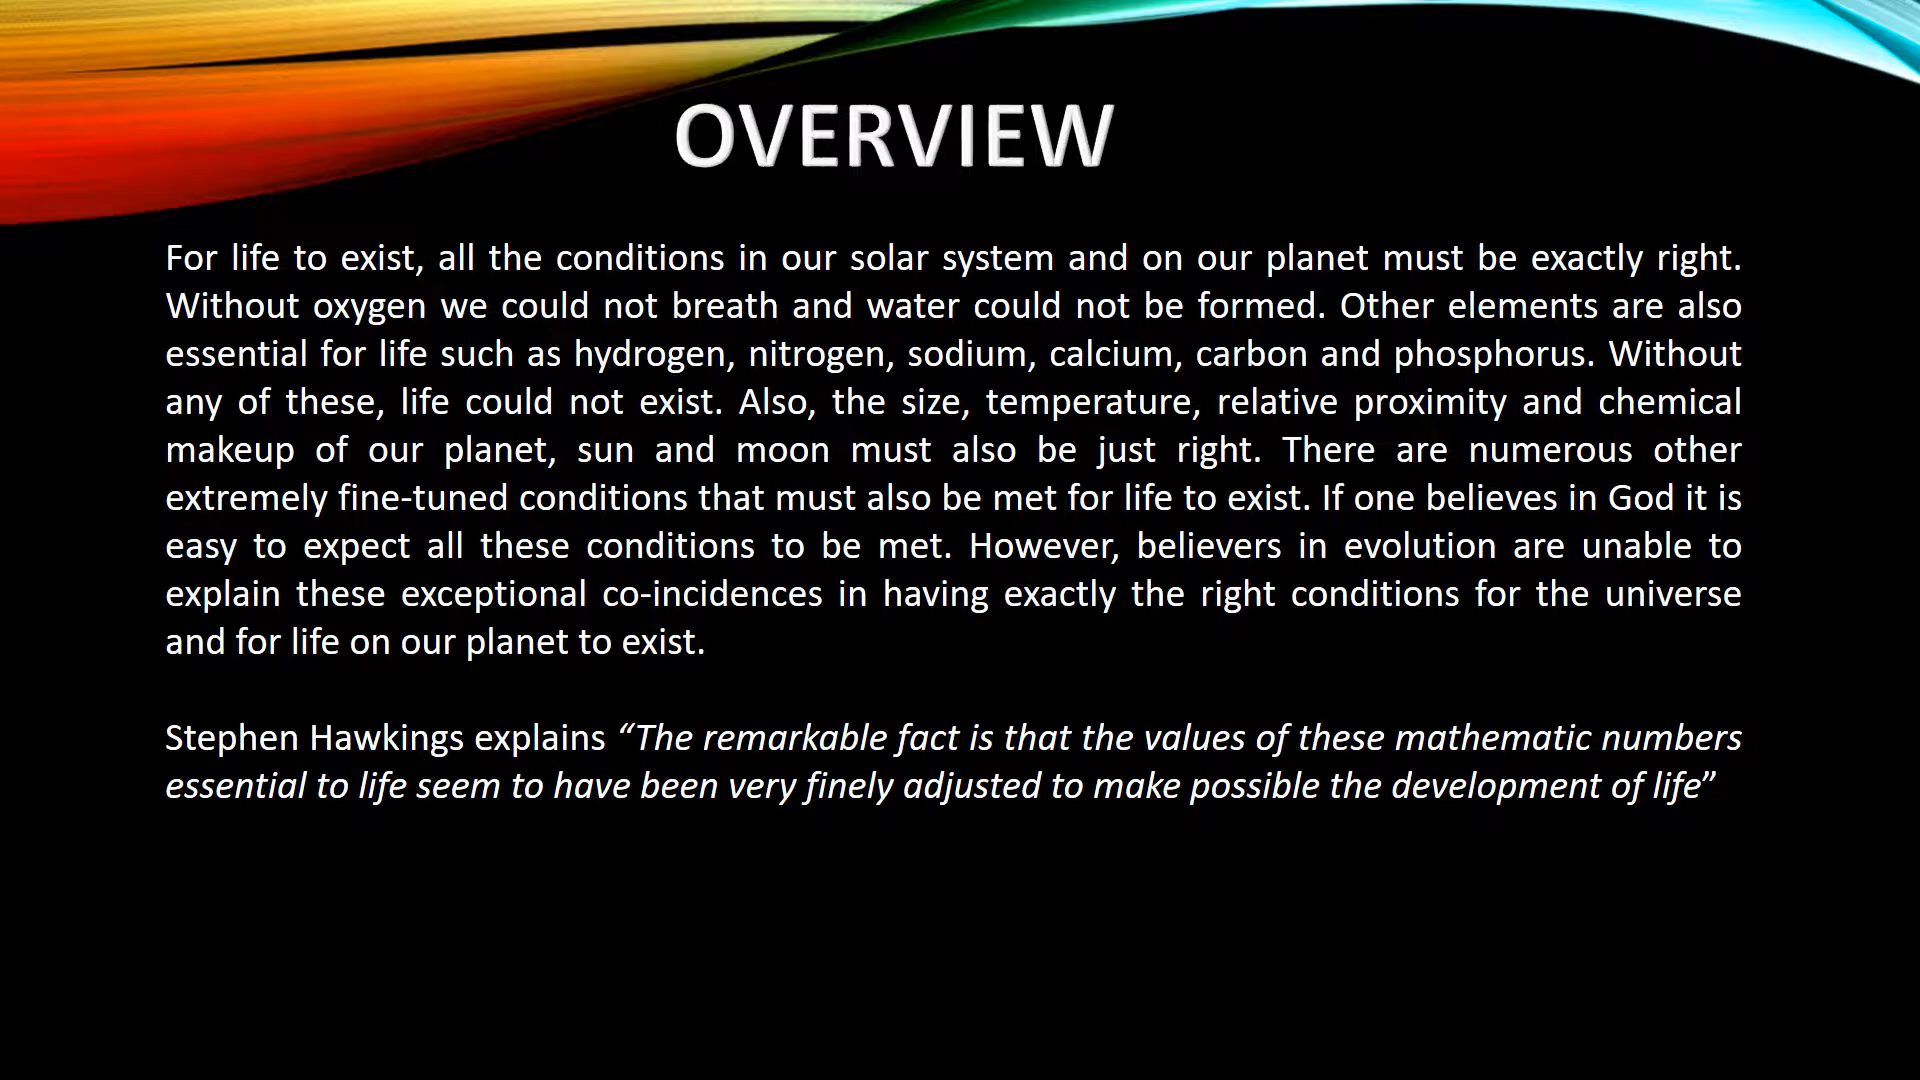 OVERVIEW
For life to exist, all the conditions in our solar system and on our planet must be exactly right.
Without oxygen we could not breath and water could not be formed. Other elements are also
essential for life such as hydrogen, nitrogen, sodium, calcium, carbon and phosphorus. Without
any of these, life could not exist. Also, the size, temperature, relative proximity and chemical
makeup of our planet, sun and moon must also be just right. There are numerous other
extremely fine-tuned conditions that must also be met for life to exist. If one believes in God it is
easy to expect all these conditions to be met. However, believers in evolution are unable to
explain these exceptional co-incidences in having exactly the right conditions for the universe
and for life on our planet to exist.
Stephen Hawkings explains “The remarkable fact is that the values of these mathematic numbers
essential to life seem to have been very finely adjusted to make possible the development of life”